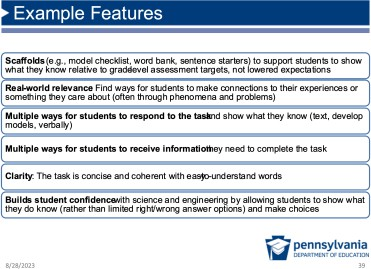 Example Features
Scaffolds (e.g., model checklist, word bank, sentence starters) to support students to show
what they know relative to gradelevel assessment targets, not lowered expectations
Real-world relevance Find ways for students to make connections to their experiences or
something they care about (often through phenomena and problems)
Multiple ways for students to respond to the task and show what they know (text, develop
models, verbally)
Multiple ways for students to receive information they need to complete the task
Clarity: The task is concise and coherent with easy-to-understand words
Builds student confidence with science and engineering by allowing students to show what
they do know (rather than limited right/wrong answer options) and make choices
pennsylvania
DEPARTMENT OF EDUCATION
8/28/2023
39